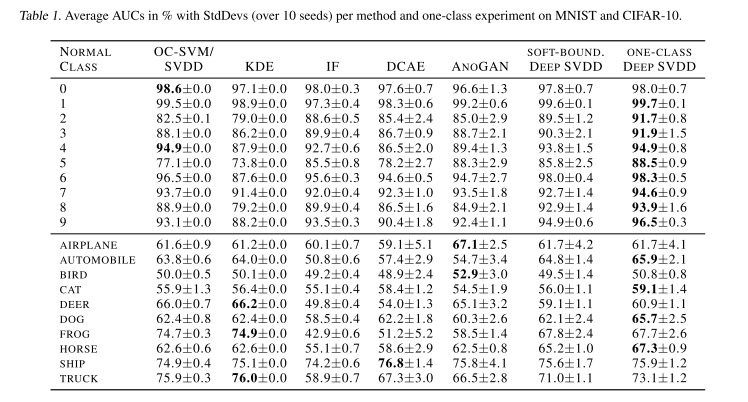 Table 1. Average AUCs in % with StdDevs (over 10 seeds) per method and one-class experiment on MNIST and CIFAR-10.
NORMAL CLASS OC-SVM/ SVDD KDE IF DCAE ANOGAN SOFT-BOUND. DEEP SVDD ONE-CLASS DEEP SVDD
0 98.6±0.0 97.1±0.0 98.0±0.3 97.6±0.7 96.6±1.3 97.8±0.7 98.0±0.7
1 99.5±0.0 98.9±0.0 97.3±0.4 98.3±0.6 99.2±0.6 99.6±0.1 99.7±0.1
2 82.5±0.1 79.0±0.0 88.6±0.5 85.4±2.4 85.0±2.9 89.5±1.2 91.7±0.8
3 88.1±0.0 86.2±0.0 89.9±0.4 86.7±0.9 88.7±2.1 90.3±2.1 91.9±1.5
4 94.9±0.0 87.9±0.0 92.7±0.6 86.5±2.0 89.4±1.3 93.8±1.5 94.9±0.8
5 77.1±0.0 73.8±0.0 85.5±0.8 78.2±2.7 88.3±2.9 85.8±2.5 88.5±0.9
6 96.5±0.0 87.6±0.0 95.6±0.3 94.6±0.5 94.7±2.7 98.0±0.4 98.3±0.5
7 93.7±0.0 91.4±0.0 92.0±0.4 92.3±1.0 93.5±1.8 92.7±1.4 94.6±0.9
8 88.9±0.0 79.2±0.0 89.9±0.4 86.5±1.6 84.9±2.1 92.9±1.4 93.9±1.6
9 93.1±0.0 88.2±0.0 93.5±0.3 90.4±1.8 92.4±1.1 94.9±0.6 96.5±0.3
AIRPLANE 61.6±0.9 61.2±0.0 60.1±0.7 59.1±5.1 67.1±2.5 61.7±4.2 61.7±4.1
AUTOMOBILE 63.8±0.6 64.0±0.0 50.8±0.6 57.4±2.9 54.7±3.4 64.8±1.4 65.9±2.1
BIRD 50.0±0.5 50.1±0.0 49.2±0.4 48.9±2.4 52.9±3.0 49.5±1.4 50.8±0.8
CAT 55.9±1.3 56.4±0.0 55.1±0.4 58.4±1.2 54.5±1.9 56.0±1.1 59.1±1.4
DEER 66.0±0.7 66.2±0.0 49.8±0.4 54.0±1.3 65.1±3.2 59.1±1.1 60.9±1.1
DOG 62.4±0.8 62.4±0.0 58.5±0.4 62.2±1.8 60.3±2.6 62.1±2.4 65.7±2.5
FROG 74.7±0.3 74.9±0.0 42.9±0.6 51.2±5.2 58.5±1.4 67.8±2.4 67.7±2.6
HORSE 62.6±0.6 62.6±0.0 55.1±0.7 58.6±2.9 62.5±0.8 65.2±1.0 67.3±0.9
SHIP 74.9±0.4 75.1±0.0 74.2±0.6 76.8±1.4 75.8±4.1 75.6±1.7 75.9±1.2
TRUCK 75.9±0.3 76.0±0.0 58.9±0.7 67.3±3.0 66.5±2.8 71.0±1.1 73.1±1.2